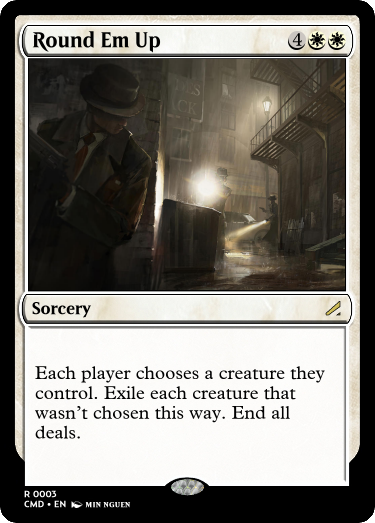 Round Em Up 4
Sorcery
Each player chooses a creature they
control. Exile each creature that
wasn't chosen this way. End all
deals.
R 0003
CMD • EN MIN NGUEN